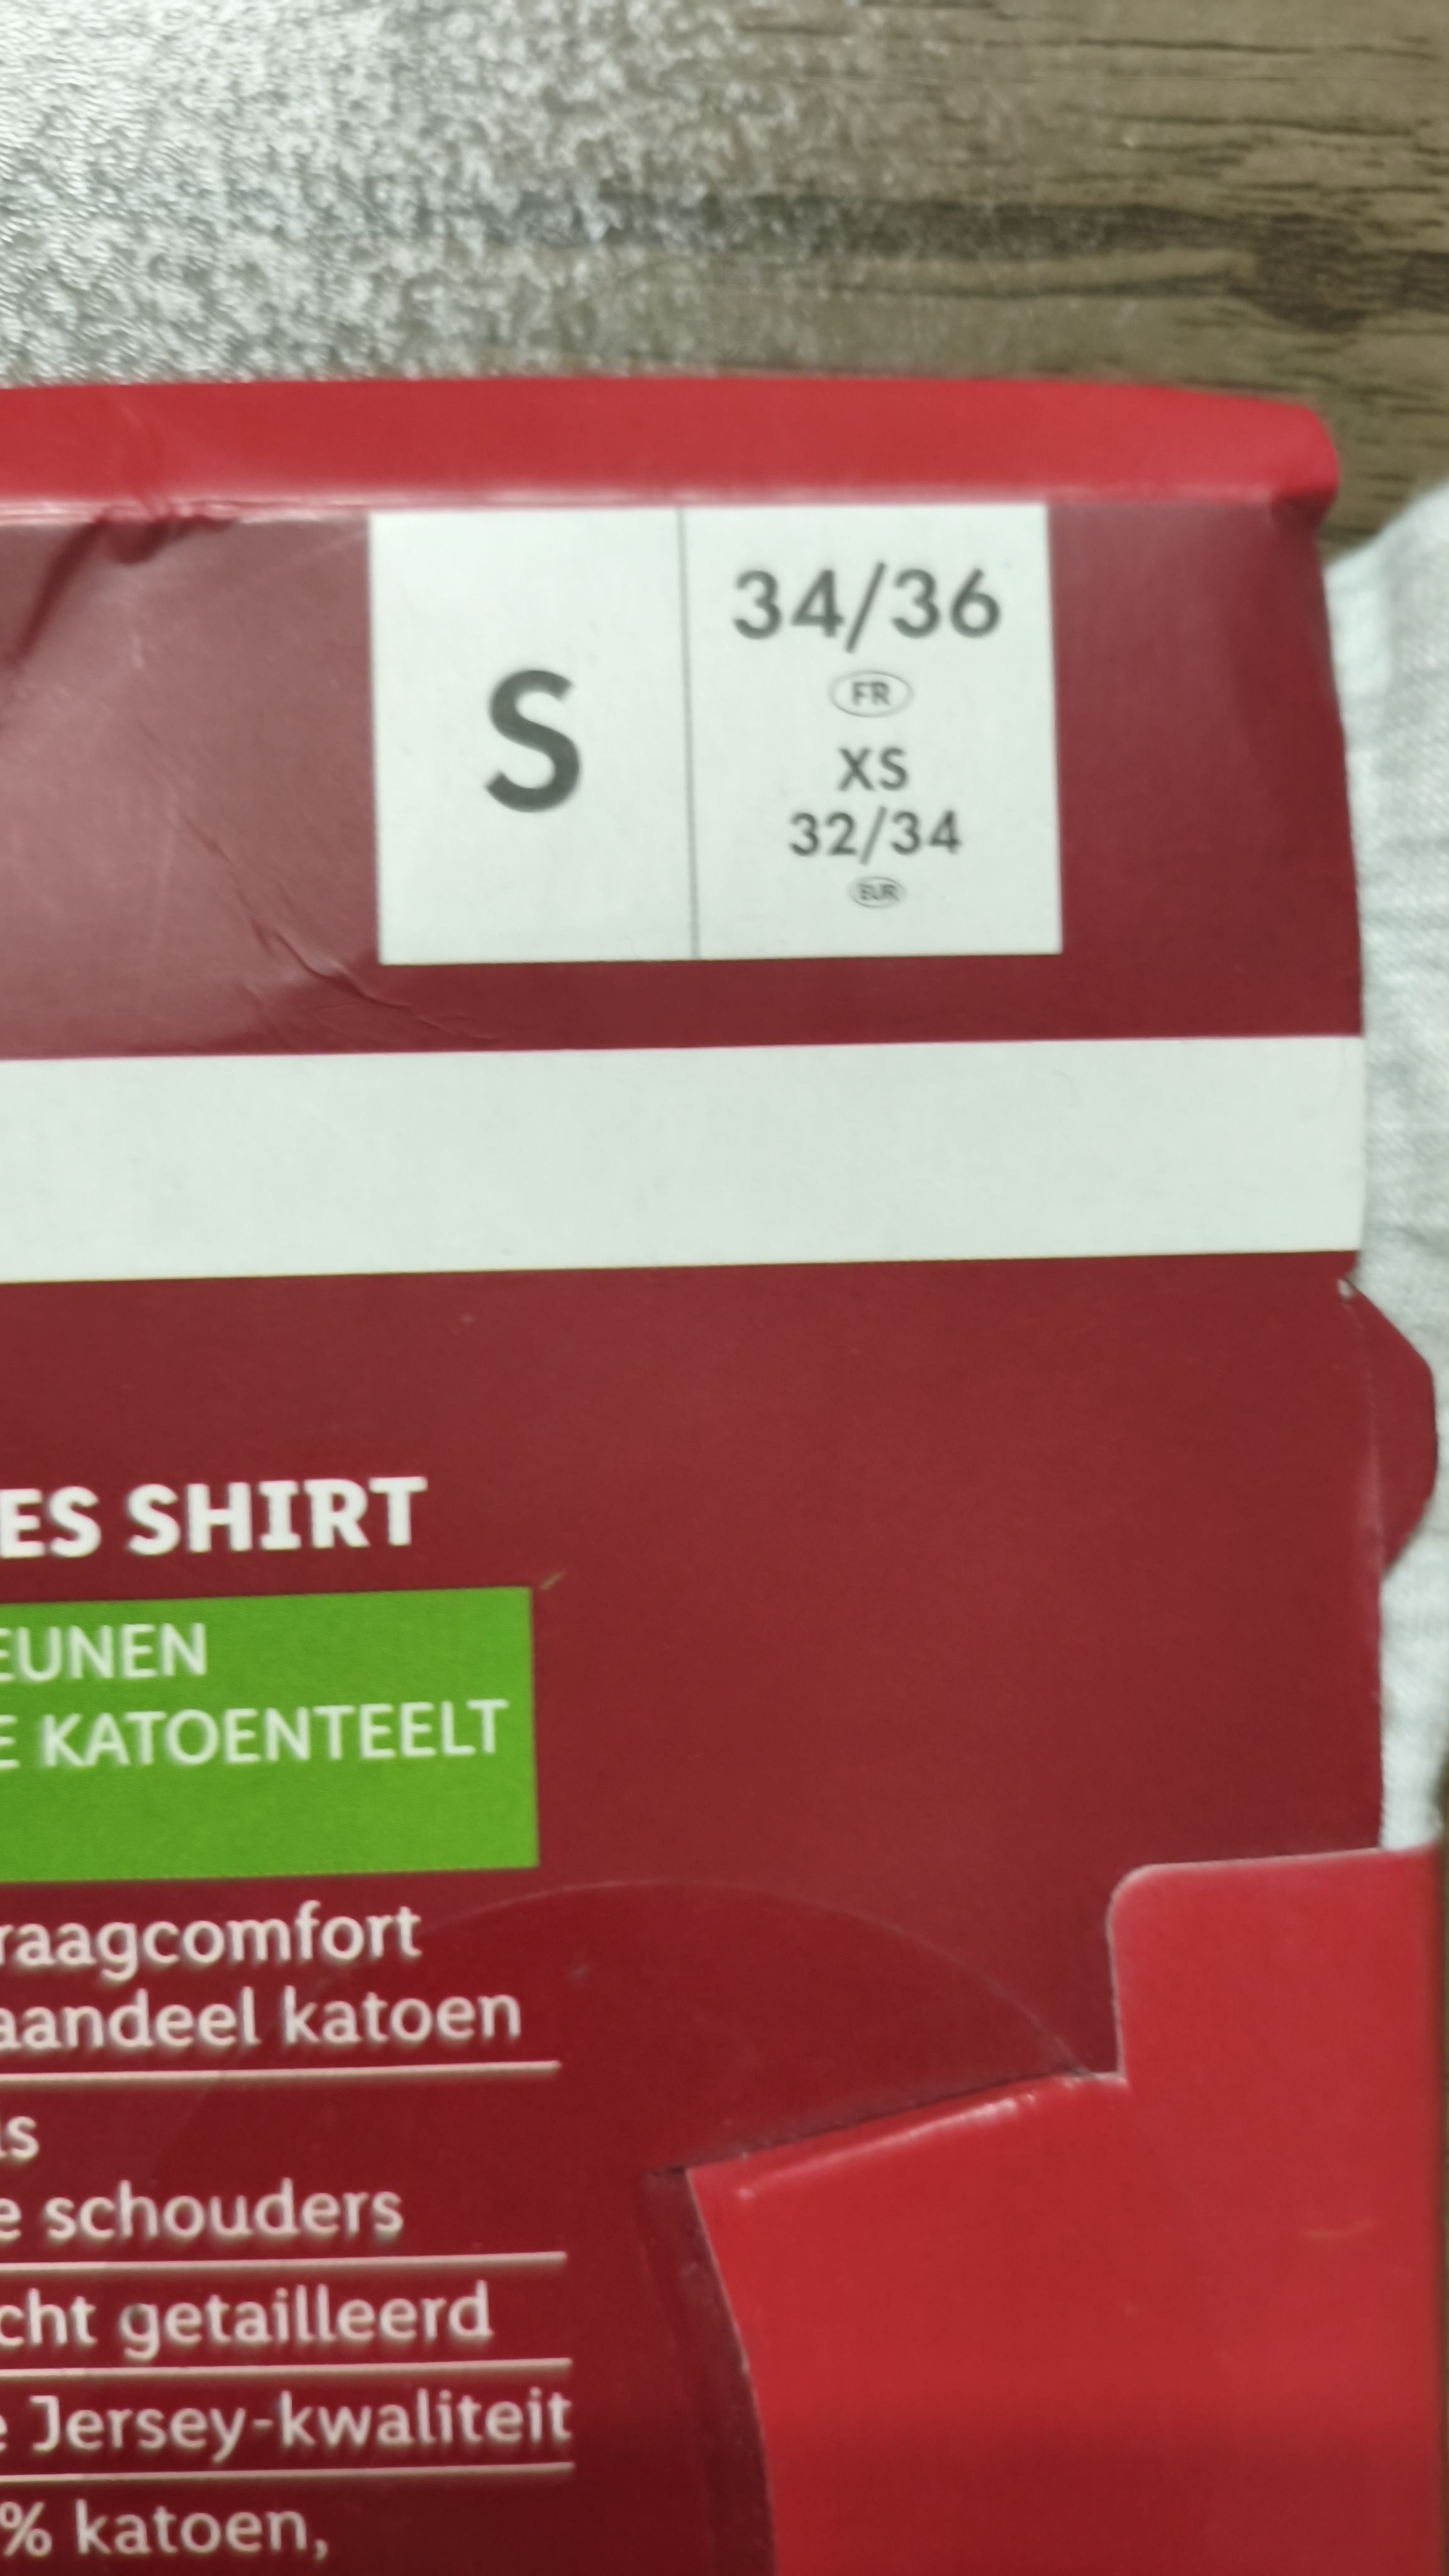 S
34/36
FR
XS
32/34
EUR
ES SHIRT
EUNEN
E KATOENTEELT
raagcomfort
aandeel katoen
is
e schouders
cht getailleerd
e Jersey-kwaliteit
% katoen,